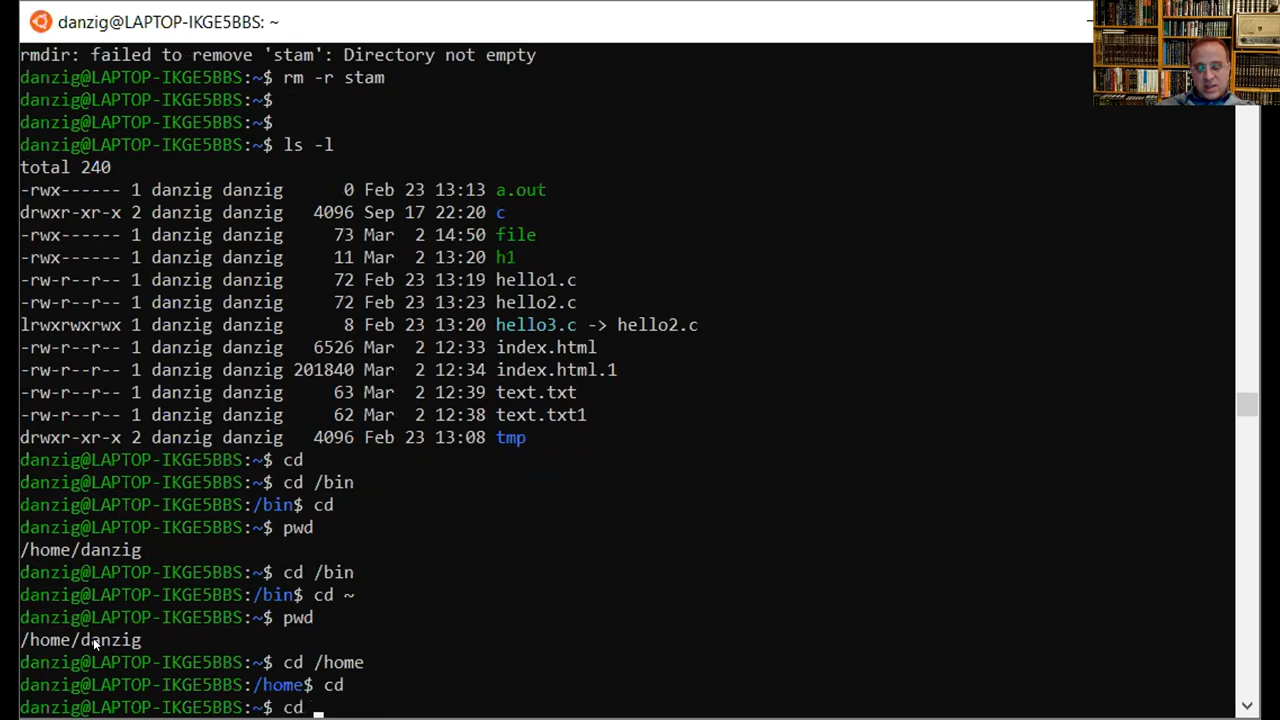 danzig@LAPTOP-IKGE5BBS: ~
rmdir: failed to remove 'stam': Directory not empty
danzig@LAPTOP-IKGE5BBS:~$ rm -r stam
danzig@LAPTOP-IKGE5BBS:~$
danzig@LAPTOP-IKGE5BBS:~$
danzig@LAPTOP-IKGE5BBS:~$ ls -l
total 240
-rwx------ 1 danzig danzig      0 Feb 23 13:13 a.out
drwxr-xr-x 2 danzig danzig   4096 Sep 17 22:20 c
-rwx------ 1 danzig danzig     73 Mar  2 14:50 file
-rwx------ 1 danzig danzig     11 Mar  2 13:20 h1
-rw-r--r-- 1 danzig danzig     72 Feb 23 13:19 hello1.c
-rw-r--r-- 1 danzig danzig     72 Feb 23 13:23 hello2.c
lrwxrwxrwx 1 danzig danzig      8 Feb 23 13:20 hello3.c -> hello2.c
-rw-r--r-- 1 danzig danzig   6526 Mar  2 12:33 index.html
-rw-r--r-- 1 danzig danzig 201840 Mar  2 12:34 index.html.1
-rw-r--r-- 1 danzig danzig     63 Mar  2 12:39 text.txt
-rw-r--r-- 1 danzig danzig     62 Mar  2 12:38 text.txt1
drwxr-xr-x 2 danzig danzig   4096 Feb 23 13:08 tmp
danzig@LAPTOP-IKGE5BBS:~$ cd
danzig@LAPTOP-IKGE5BBS:~$ cd /bin
danzig@LAPTOP-IKGE5BBS:/bin$ cd
danzig@LAPTOP-IKGE5BBS:~$ pwd
/home/danzig
danzig@LAPTOP-IKGE5BBS:~$ cd /bin
danzig@LAPTOP-IKGE5BBS:/bin$ cd ~
danzig@LAPTOP-IKGE5BBS:~$ pwd
/home/danzig
danzig@LAPTOP-IKGE5BBS:~$ cd /home
danzig@LAPTOP-IKGE5BBS:/home$ cd
danzig@LAPTOP-IKGE5BBS:~$ cd